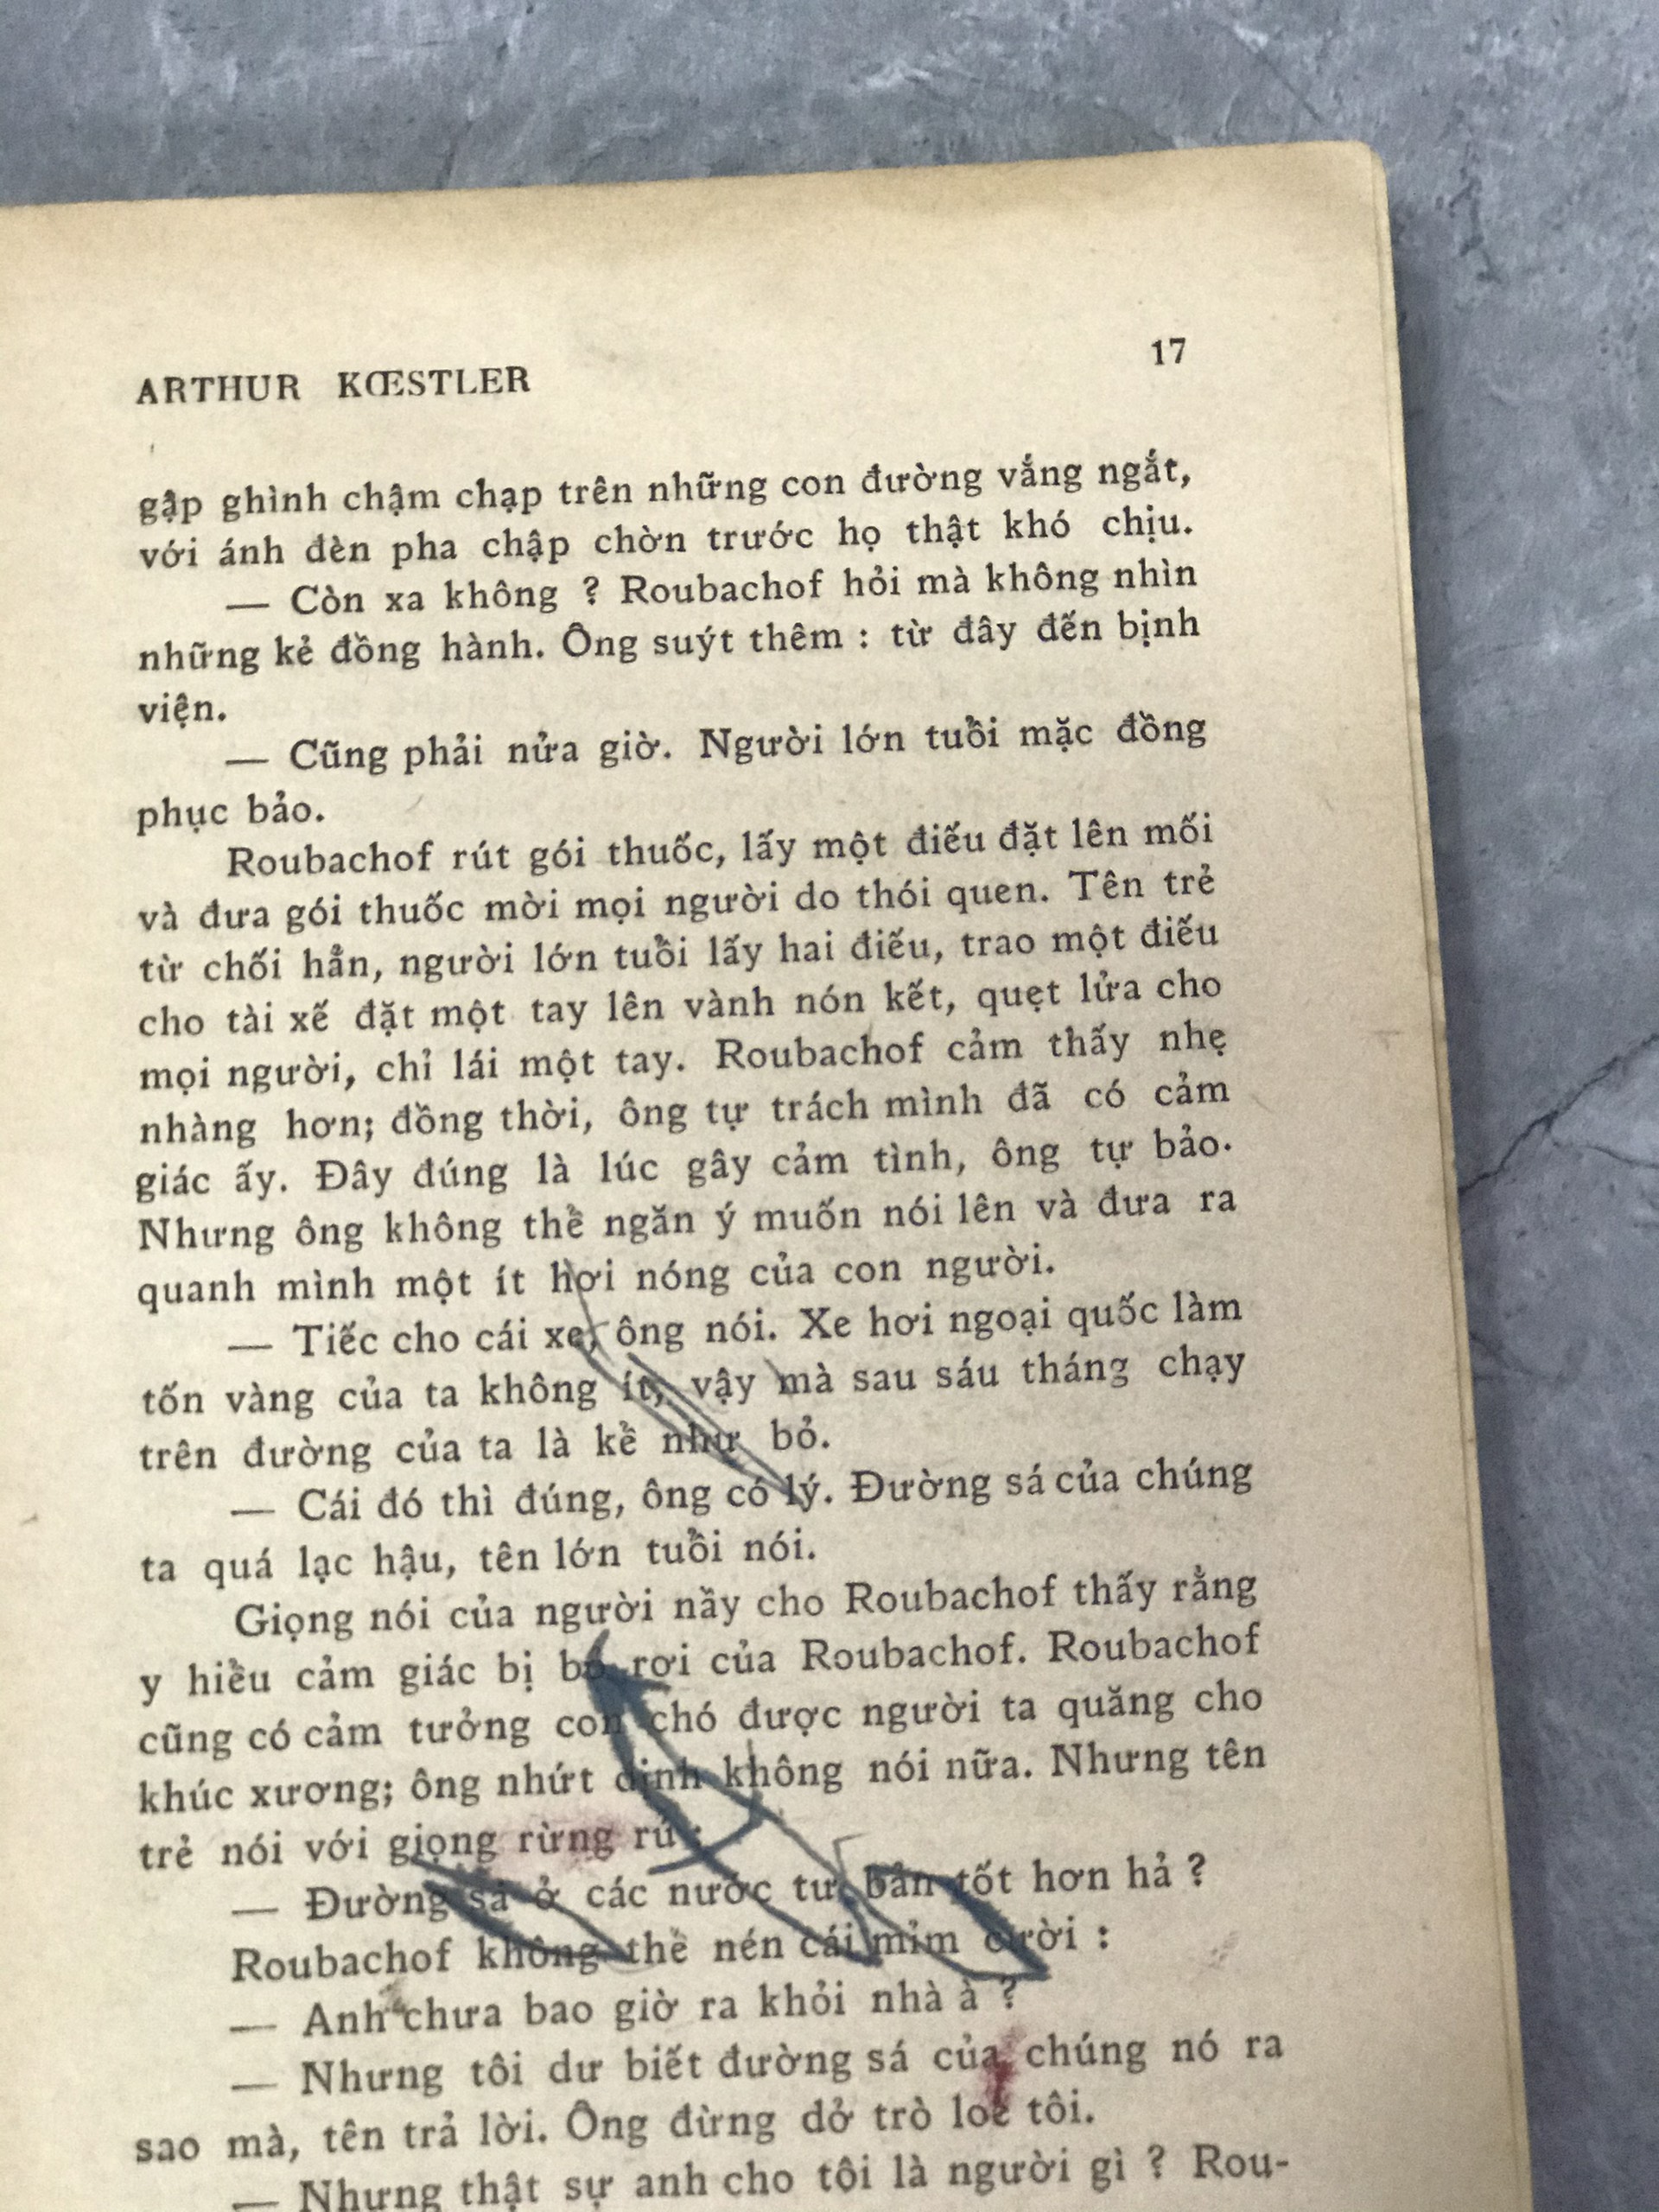 17
ARTHUR KŒSTLER
gập ghình chậm chạp trên những con đường vắng ngắt,
với ánh đèn pha chập chờn trước họ thật khó chịu.
— Còn xa không ? Roubachof hỏi mà không nhìn
những kẻ đồng hành. Ông suýt thêm : từ đây đến bịnh
viện.
— Cũng phải nửa giờ. Người lớn tuổi mặc đồng
phục bảo.
Roubachof rút gói thuốc, lấy một điếu đặt lên mối
và đưa gói thuốc mời mọi người do thói quen. Tên trẻ
từ chối hẳn, người lớn tuổi lấy hai điếu, trao một điếu
cho tài xế đặt một tay lên vành nón kết, quẹt lửa cho
mọi người, chỉ lái một tay. Roubachof cảm thấy nhẹ
nhàng hơn; đồng thời, ông tự trách mình đã có cảm
giác ấy. Đây đúng là lúc gây cảm tình, ông tự bảo.
Nhưng ông không thể ngăn ý muốn nói lên và đưa ra
quanh mình một ít hơi nóng của con người.
— Tiếc cho cái xe, ông nói. Xe hơi ngoại quốc làm
tốn vàng của ta không ít, vậy mà sau sáu tháng chạy
trên đường của ta là kể như bỏ.
— Cái đó thì đúng, ông có lý. Đường sá của chúng
ta quá lạc hậu, tên lớn tuổi nói.
Giọng nói của người nầy cho Roubachof thấy rằng
y hiểu cảm giác bị bỏ rơi của Roubachof. Roubachof
cũng có cảm tưởng con chó được người ta quăng cho
khúc xương; ông nhứt định không nói nữa. Nhưng tên
trẻ nói với giọng rừng rú :
— Đường sá ở các nước tư bản tốt hơn hả ?
Roubachof không thể nén cái mỉm cười :
— Anh chưa bao giờ ra khỏi nhà à ?
— Nhưng tôi dư biết đường sá của chúng nó ra
sao mà, tên trả lời. Ông đừng dở trò loè tôi.
— Nhưng thật sự anh cho tôi là người gì ? Rou-